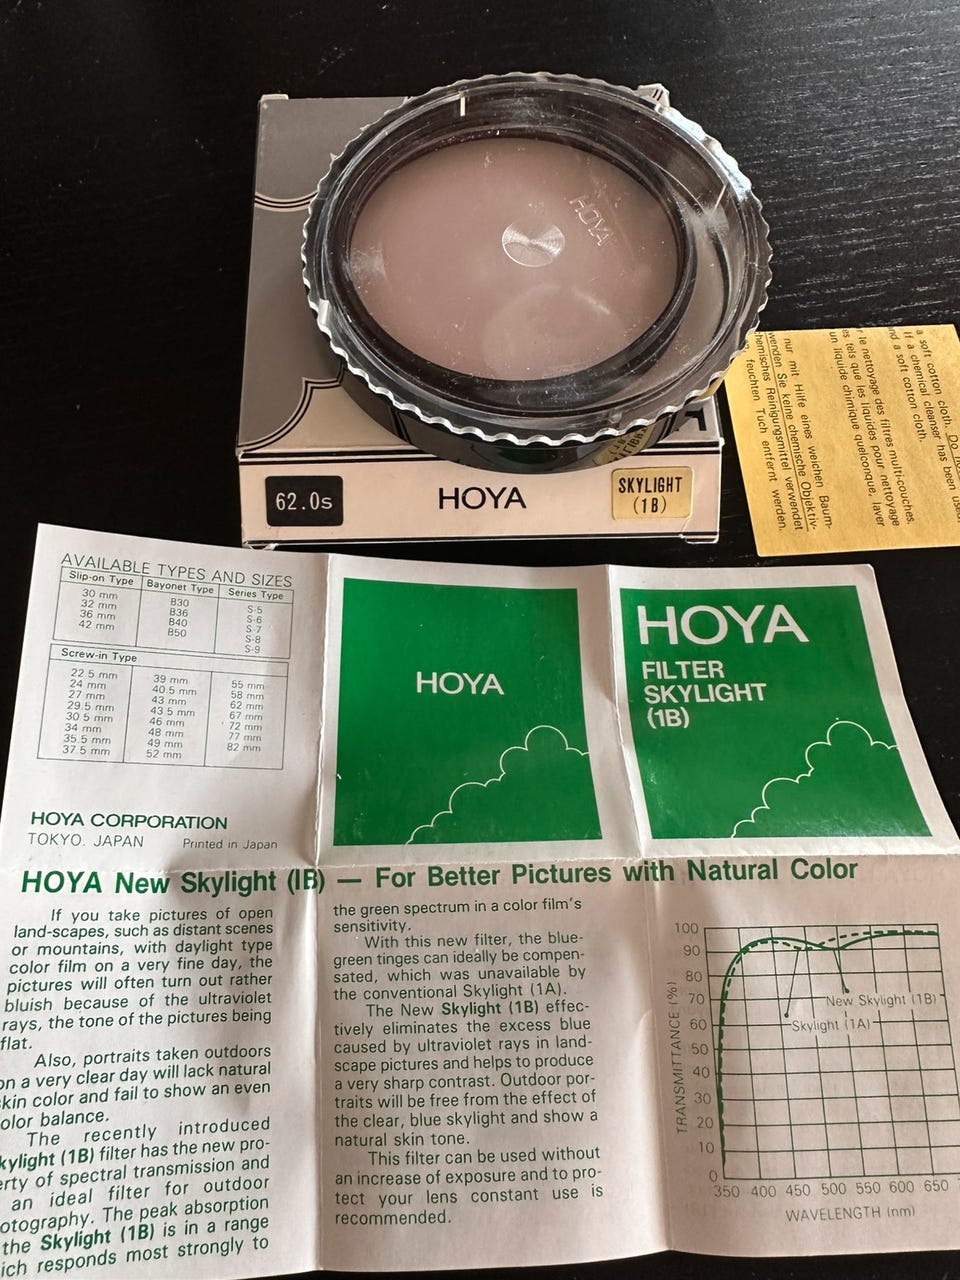 HOYA
62.0s
HOYA
SKYLIGHT
(1B)
a soft cotton cloth. Do
If a chemical cleanser has been used,
a soft cotton cloth.
le nettoyage des filtres multi-couches.
tels que les liquides pour nettoyage
un liquide chimique quelconque, laver
nur mit Hilfe eines weichen Baum-
wenden Sie keine chemische Objektiv-
chemisches Reinigungsmittel verwendet
feuchten Tuch entfernt werden.
AVAILABLE TYPES AND SIZES
Slip-on Type Bayonet Type Series Type
30 mm B30 S-5
32 mm B36 S-6
36 mm B40 S-7
42 mm B50 S-8
S-9
Screw-in Type
22.5 mm 39 mm 55 mm
24 mm 40.5 mm 58 mm
27 mm 43 mm 62 mm
29.5 mm 43.5 mm 67 mm
30.5 mm 46 mm 72 mm
34 mm 48 mm 77 mm
35.5 mm 49 mm 82 mm
37.5 mm 52 mm
HOYA CORPORATION
TOKYO. JAPAN Printed in Japan
HOYA
HOYA
FILTER
SKYLIGHT
(1B)
HOYA New Skylight (IB) — For Better Pictures with Natural Color
If you take pictures of open
land-scapes, such as distant scenes
or mountains, with daylight type
color film on a very fine day, the
pictures will often turn out rather
bluish because of the ultraviolet
rays, the tone of the pictures being
flat.
Also, portraits taken outdoors
on a very clear day will lack natural
skin color and fail to show an even
color balance.
The recently introduced
Skylight (1B) filter has the new pro-
erty of spectral transmission and
an ideal filter for outdoor
otography. The peak absorption
the Skylight (1B) is in a range
ich responds most strongly to
the green spectrum in a color film's
sensitivity.
With this new filter, the blue-
green tinges can ideally be compen-
sated, which was unavailable by
the conventional Skylight (1A).
The New Skylight (1B) effec-
tively eliminates the excess blue
caused by ultraviolet rays in land-
scape pictures and helps to produce
a very sharp contrast. Outdoor por-
traits will be free from the effect of
the clear, blue skylight and show a
natural skin tone.
This filter can be used without
an increase of exposure and to pro-
tect your lens constant use is
recommended.
TRANSMITTANCE (%)
100
90
80
70
60
50
40
30
20
10
0
New Skylight (1B)
Skylight (1A)
350 400 450 500 550 600 650
WAVELENGTH (nm)